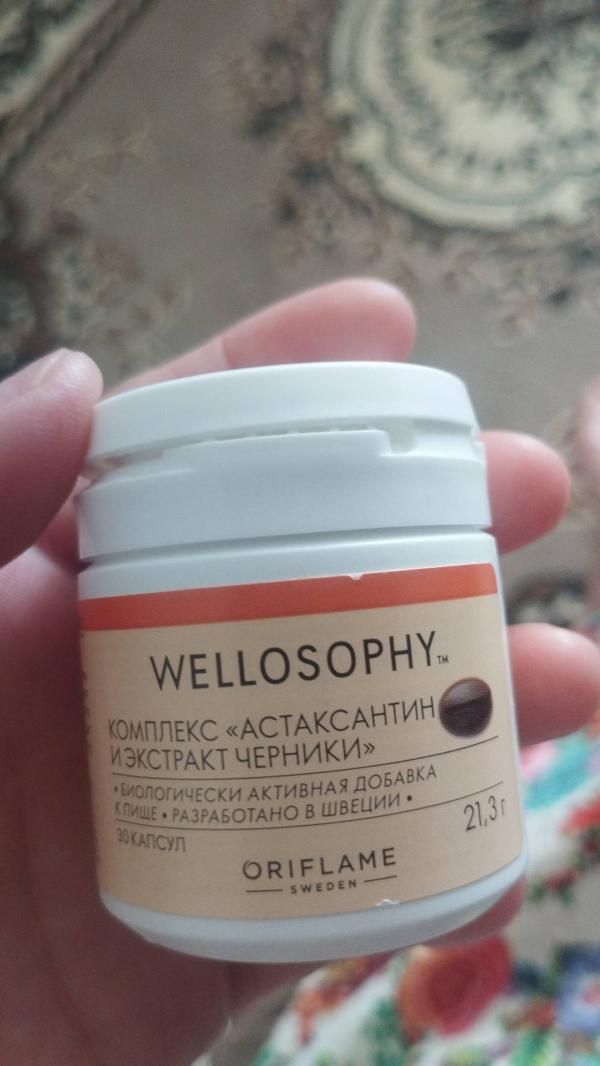 WELLOSOPHY™
КОМПЛЕКС «АСТАКСАНТИН
И ЭКСТРАКТ ЧЕРНИКИ»
• БИОЛОГИЧЕСКИ АКТИВНАЯ ДОБАВКА
К ПИЩЕ • РАЗРАБОТАНО В ШВЕЦИИ •
30 КАПСУЛ
21,3 г
ORIFLAME
SWEDEN